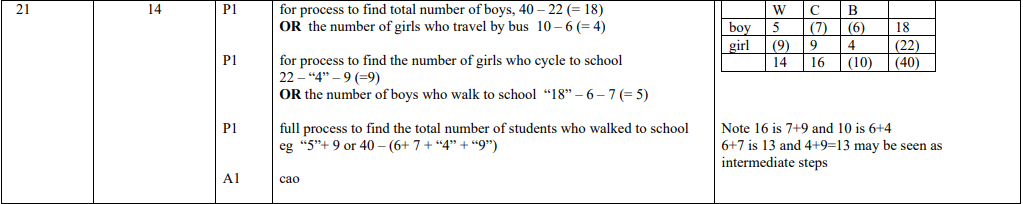 21
14
P1
for process to find total number of boys, 40 – 22 (= 18)
OR the number of girls who travel by bus 10 – 6 (= 4)
P1
for process to find the number of girls who cycle to school
22 – “4” – 9 (=9)
OR the number of boys who walk to school “18” – 6 – 7 (= 5)
P1
full process to find the total number of students who walked to school
eg “5”+ 9 or 40 – (6+ 7 + “4” + “9”)
A1
cao
W C B
boy 5 (7) (6) 18
girl (9) 9 4 (22)
14 16 (10) (40)
Note 16 is 7+9 and 10 is 6+4
6+7 is 13 and 4+9=13 may be seen as
intermediate steps